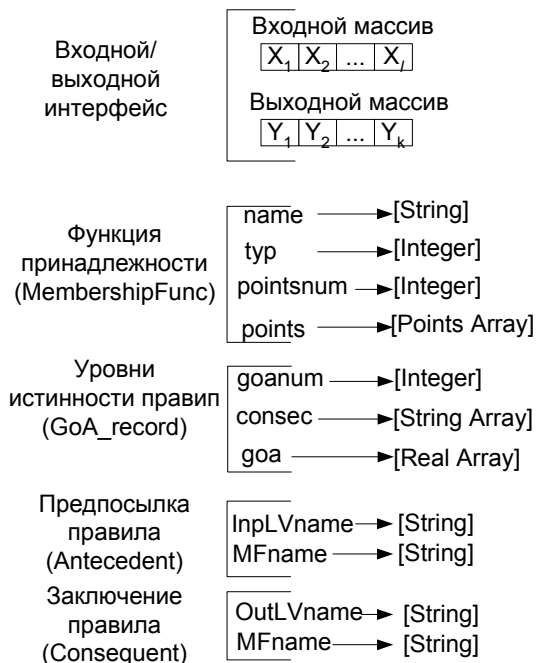 Входной/
выходной
интерфейс
Входной массив
X1 X2 ... Xl
Выходной массив
Y1 Y2 ... Yk
Функция
принадлежности
(MembershipFunc)
name [String]
typ [Integer]
pointsnum [Integer]
points [Points Array]
Уровни
истинности правип
(GoA_record)
goanum [Integer]
consec [String Array]
goa [Real Array]
Предпосылка
правила
(Antecedent)
InpLVname [String]
MFname [String]
Заключение
правила
(Consequent)
OutLVname [String]
MFname [String]